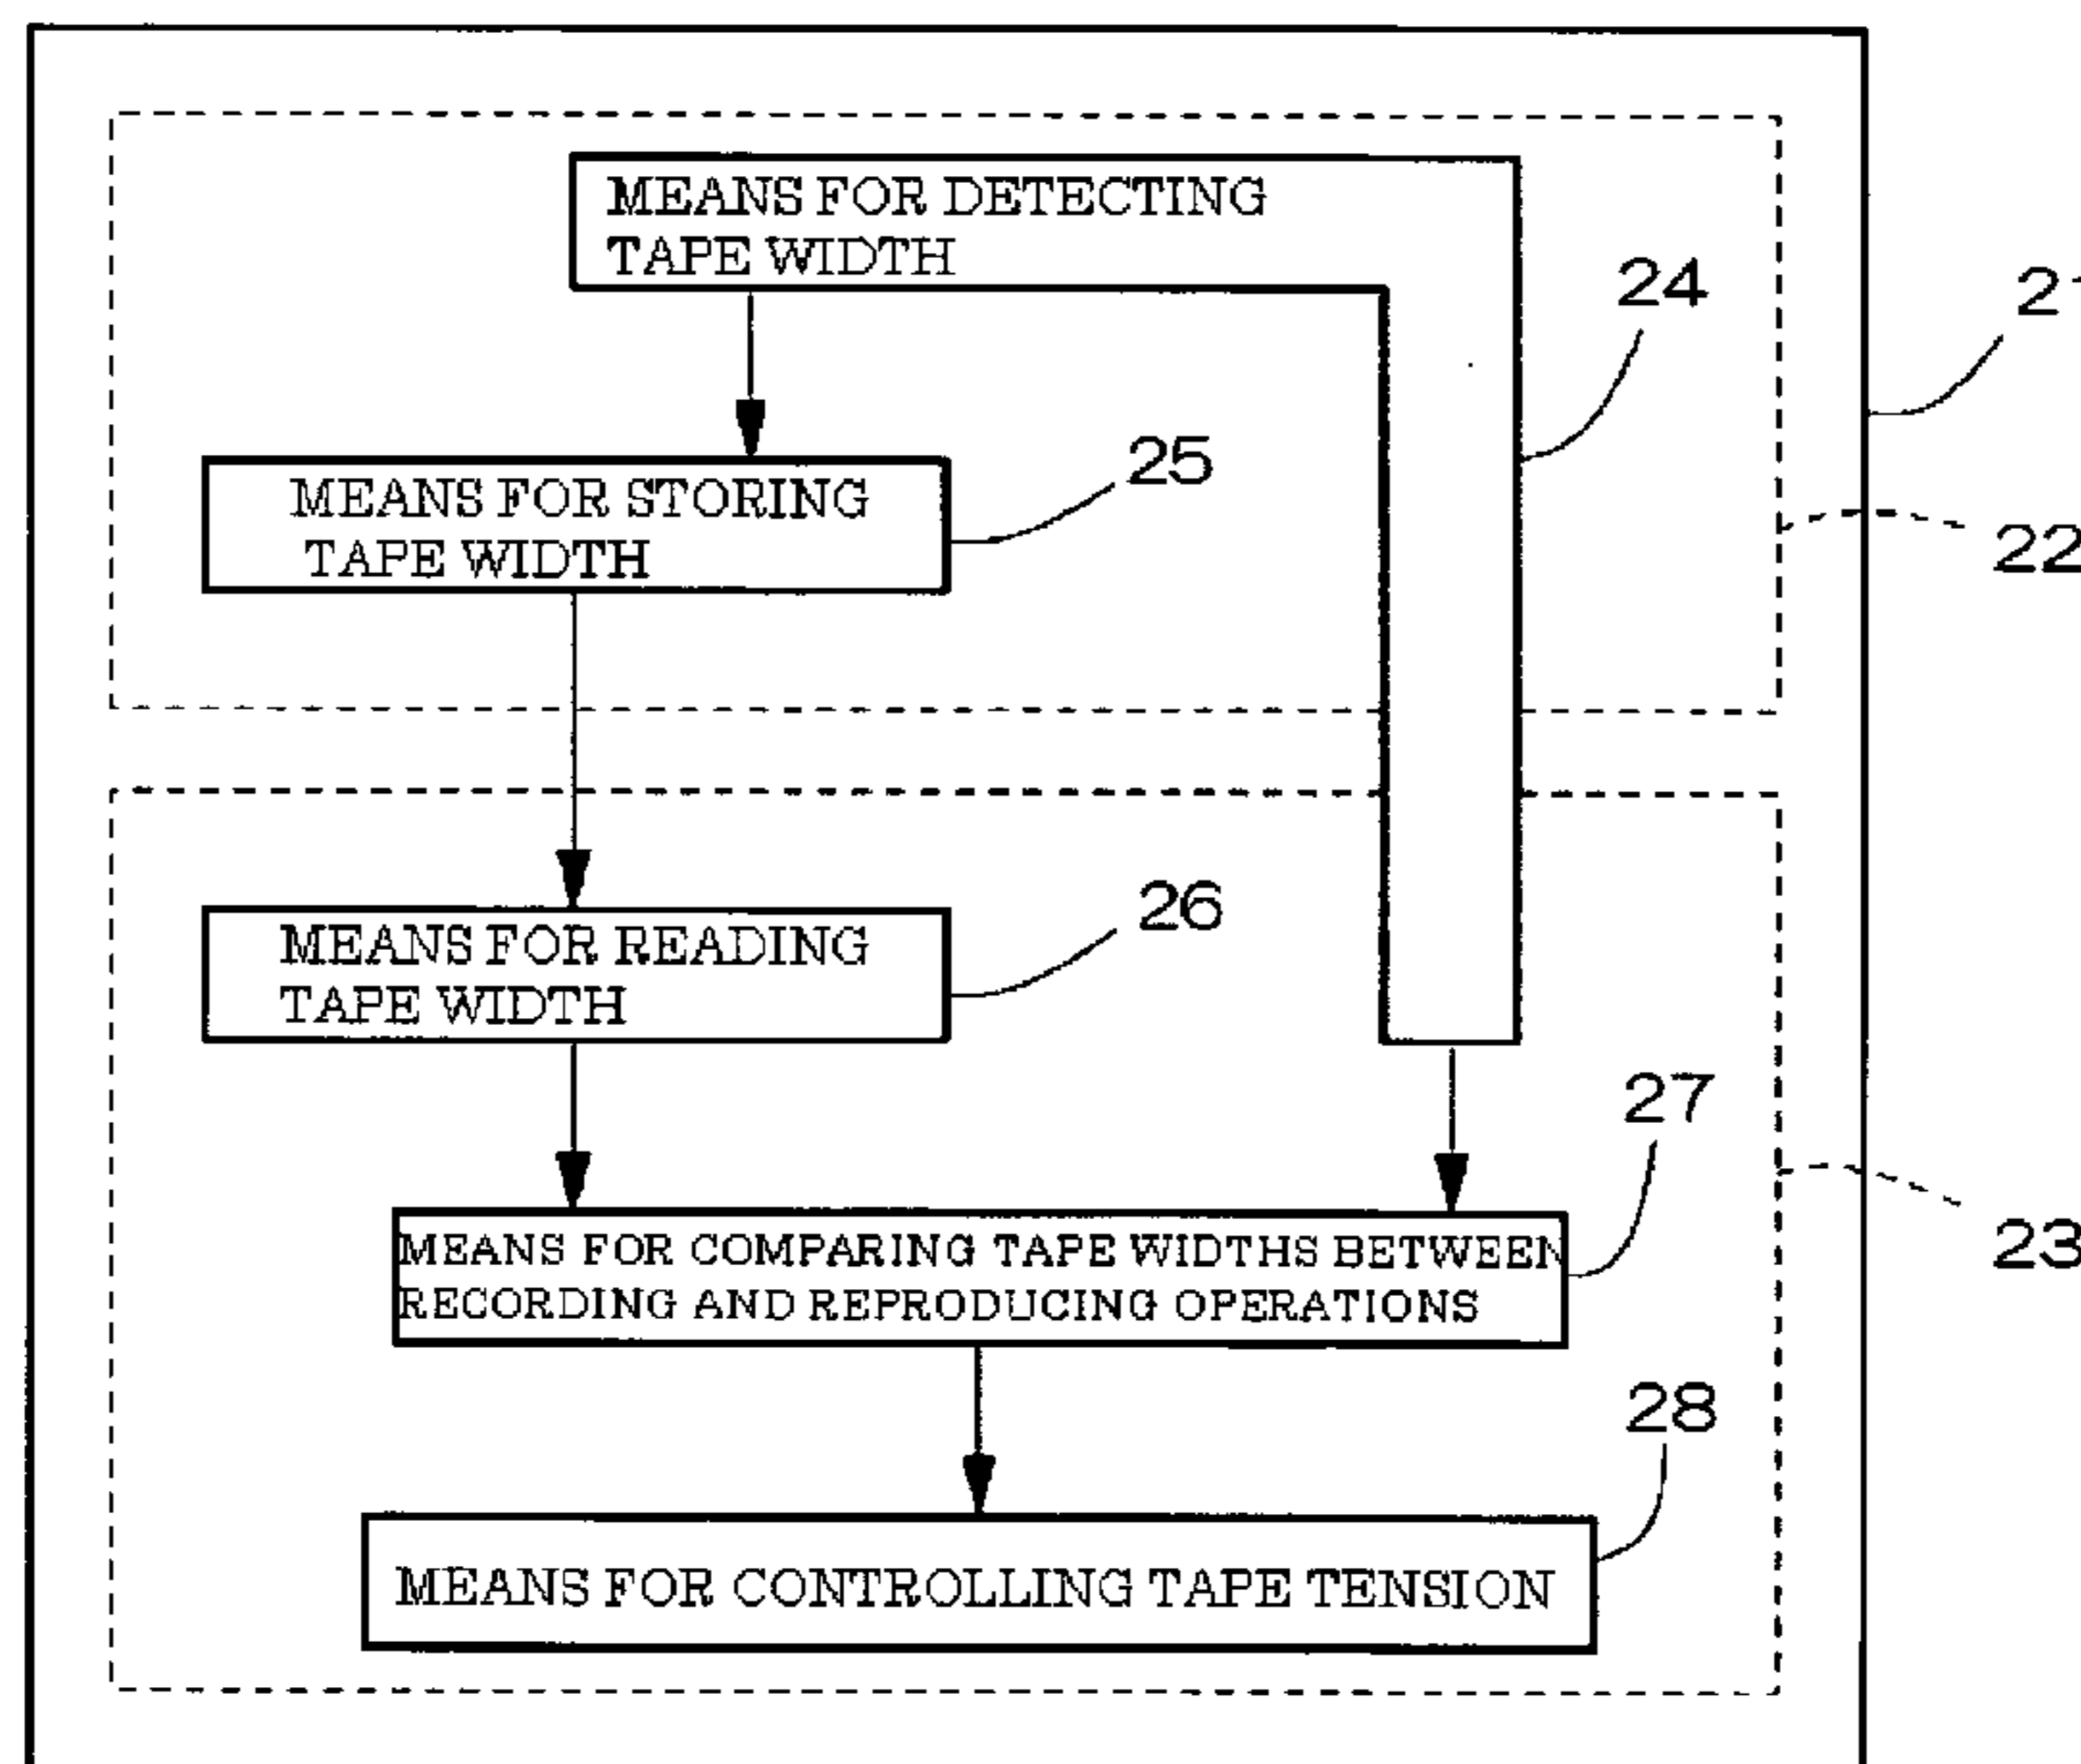 MEANS FOR DETECTING
TAPE WIDTH
24
25
MEANS FOR STORING
TAPE WIDTH
22
26
MEANS FOR READING
TAPE WIDTH
27
23
MEANS FOR COMPARING TAPE WIDTHS BETWEEN
RECORDING AND REPRODUCING OPERATIONS
28
MEANS FOR CONTROLLING TAPE TENSION